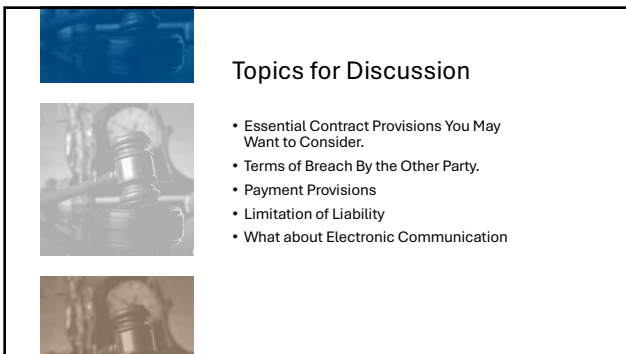 Topics for Discussion
• Essential Contract Provisions You May
Want to Consider.
• Terms of Breach By the Other Party.
• Payment Provisions
• Limitation of Liability
• What about Electronic Communication